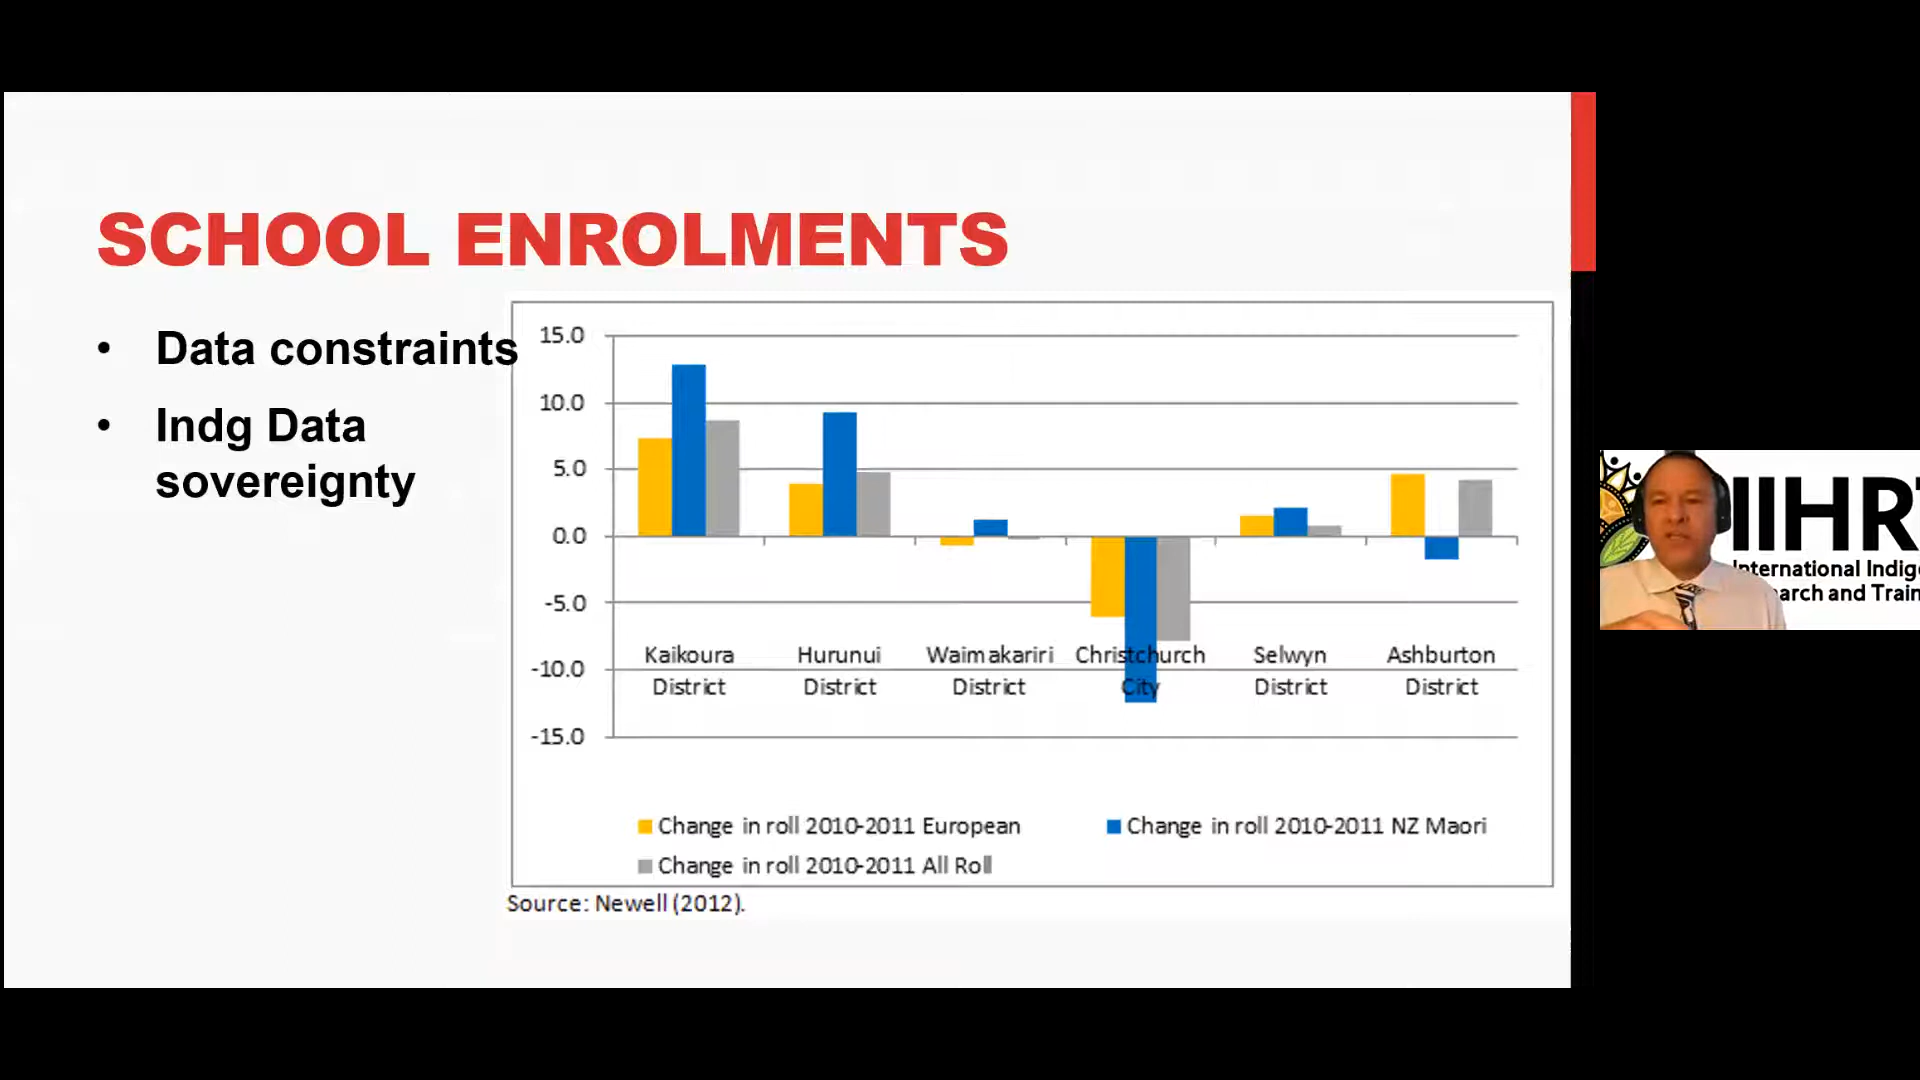 SCHOOL ENROLMENTS
• Data constraints
• Indg Data
sovereignty
15.0
10.0
5.0
0.0
-5.0
-10.0
-15.0
Kaikoura District
Hurunui District
Waimakariri District
Christchurch City
Selwyn District
Ashburton District
Change in roll 2010-2011 European
Change in roll 2010-2011 NZ Maori
Change in roll 2010-2011 All Roll
Source: Newell (2012).
IIHR
International Indig
arch and Train